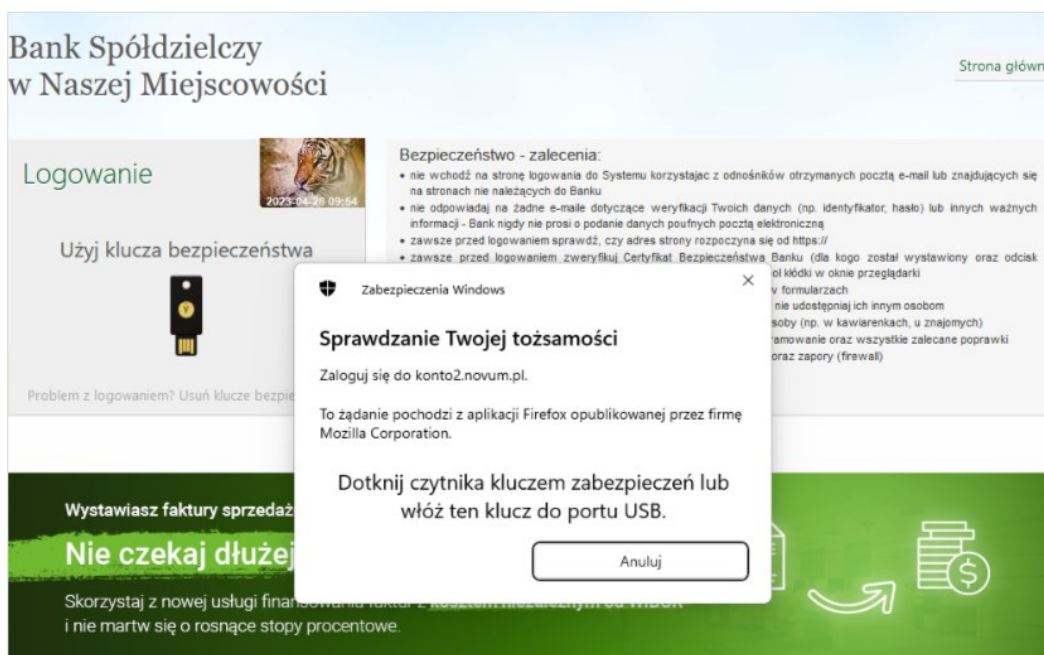 Bank Spółdzielczy
w Naszej Miejscowości
Strona główn
Logowanie
2023-04-26 09:54
Użyj klucza bezpieczeństwa
Problem z logowaniem? Usuń klucze bezpie
Bezpieczeństwo - zalecenia:
• nie wchodź na stronę logowania do Systemu korzystajac z odnośników otrzymanych pocztą e-mail lub znajdujących się
na stronach nie należących do Banku
• nie odpowiadaj na żadne e-maile dotyczące weryfikacji Twoich danych (np. identyfikator, hasło) lub innych ważnych
informacji - Bank nigdy nie prosi o podanie danych poufnych pocztą elektroniczną
• zawsze przed logowaniem sprawdź, czy adres strony rozpoczyna się od https://
• zawsze przed logowaniem zweryfikuj Certyfikat Bezpieczeństwa Banku (dla kogo został wystawiony oraz odcisk
ol kłódki w oknie przeglądarki
v formularzach
nie udostępniaj ich innym osobom
soby (np. w kawiarenkach, u znajomych)
amowanie oraz wszystkie zalecane poprawki
oraz zapory (firewall)
Zabezpieczenia Windows
Sprawdzanie Twojej tożsamości
Zaloguj się do konto2.novum.pl.
To żądanie pochodzi z aplikacji Firefox opublikowanej przez firmę
Mozilla Corporation.
Dotknij czytnika kluczem zabezpieczeń lub
włóż ten klucz do portu USB.
Anuluj
Wystawiasz faktury sprzedaż
Nie czekaj dłużej
Skorzystaj z nowej usługi finansowania faktur z kosztem niezależnym od WIBOR
i nie martw się o rosnące stopy procentowe.